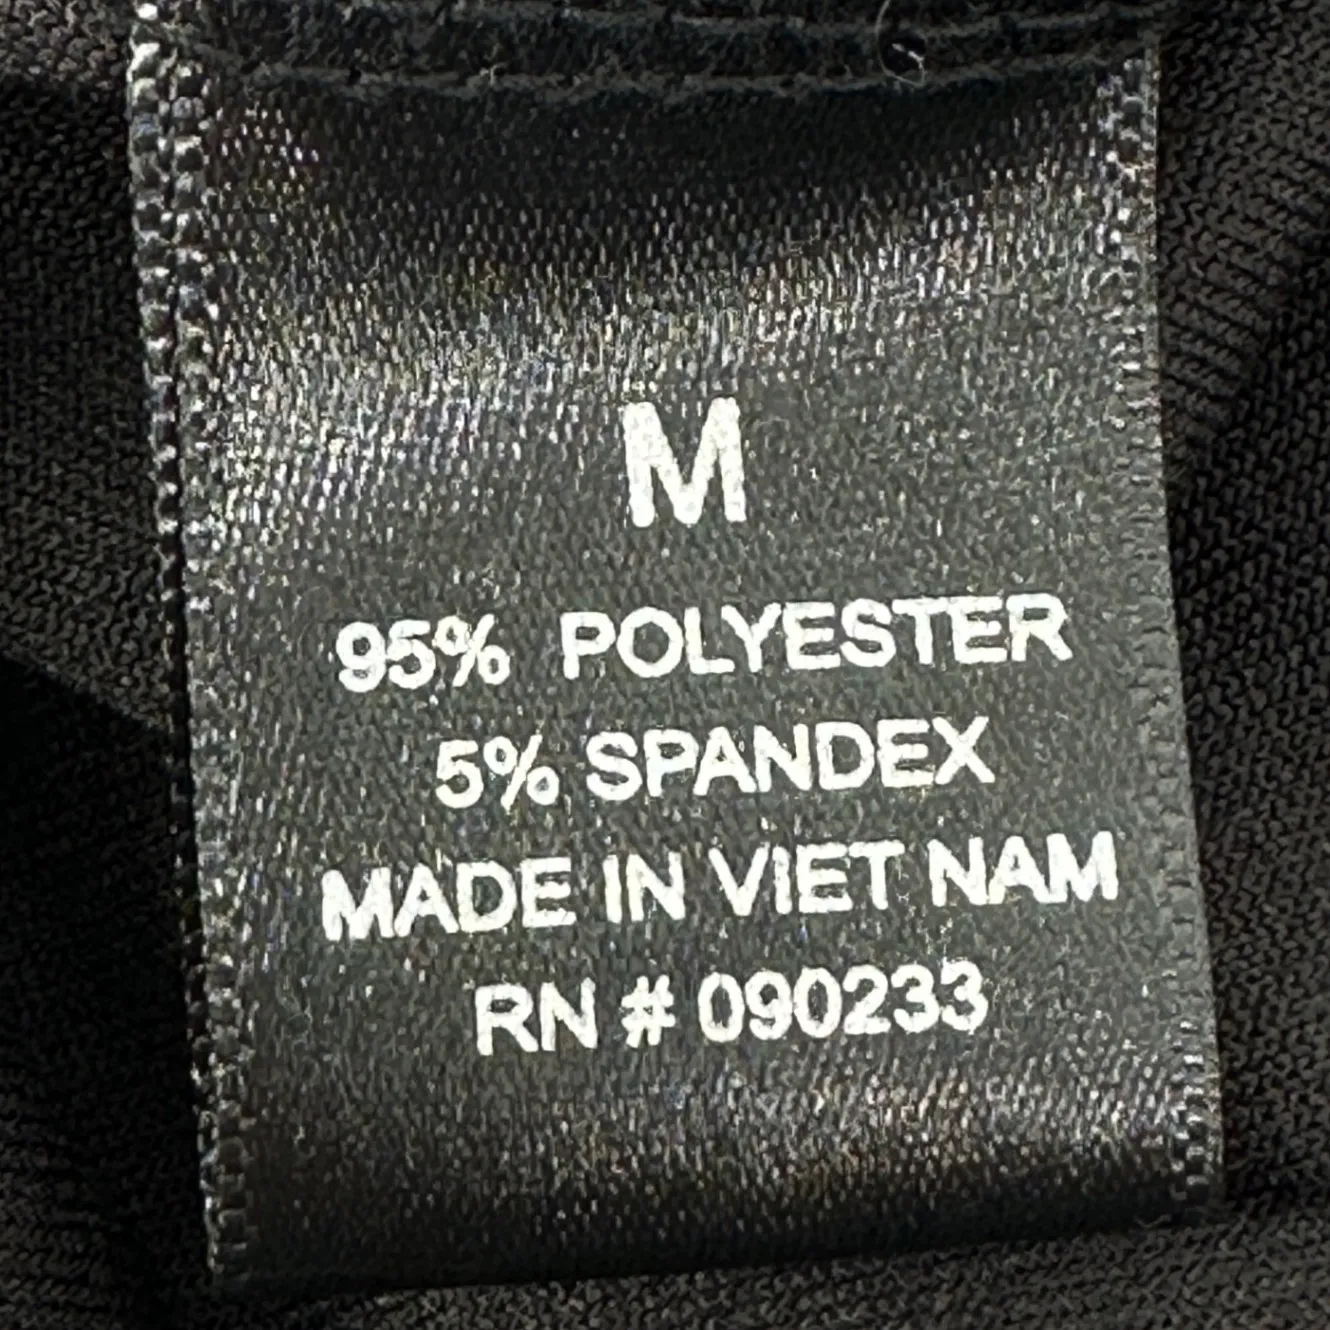 M
95% POLYESTER
5% SPANDEX
MADE IN VIET NAM
RN # 090233